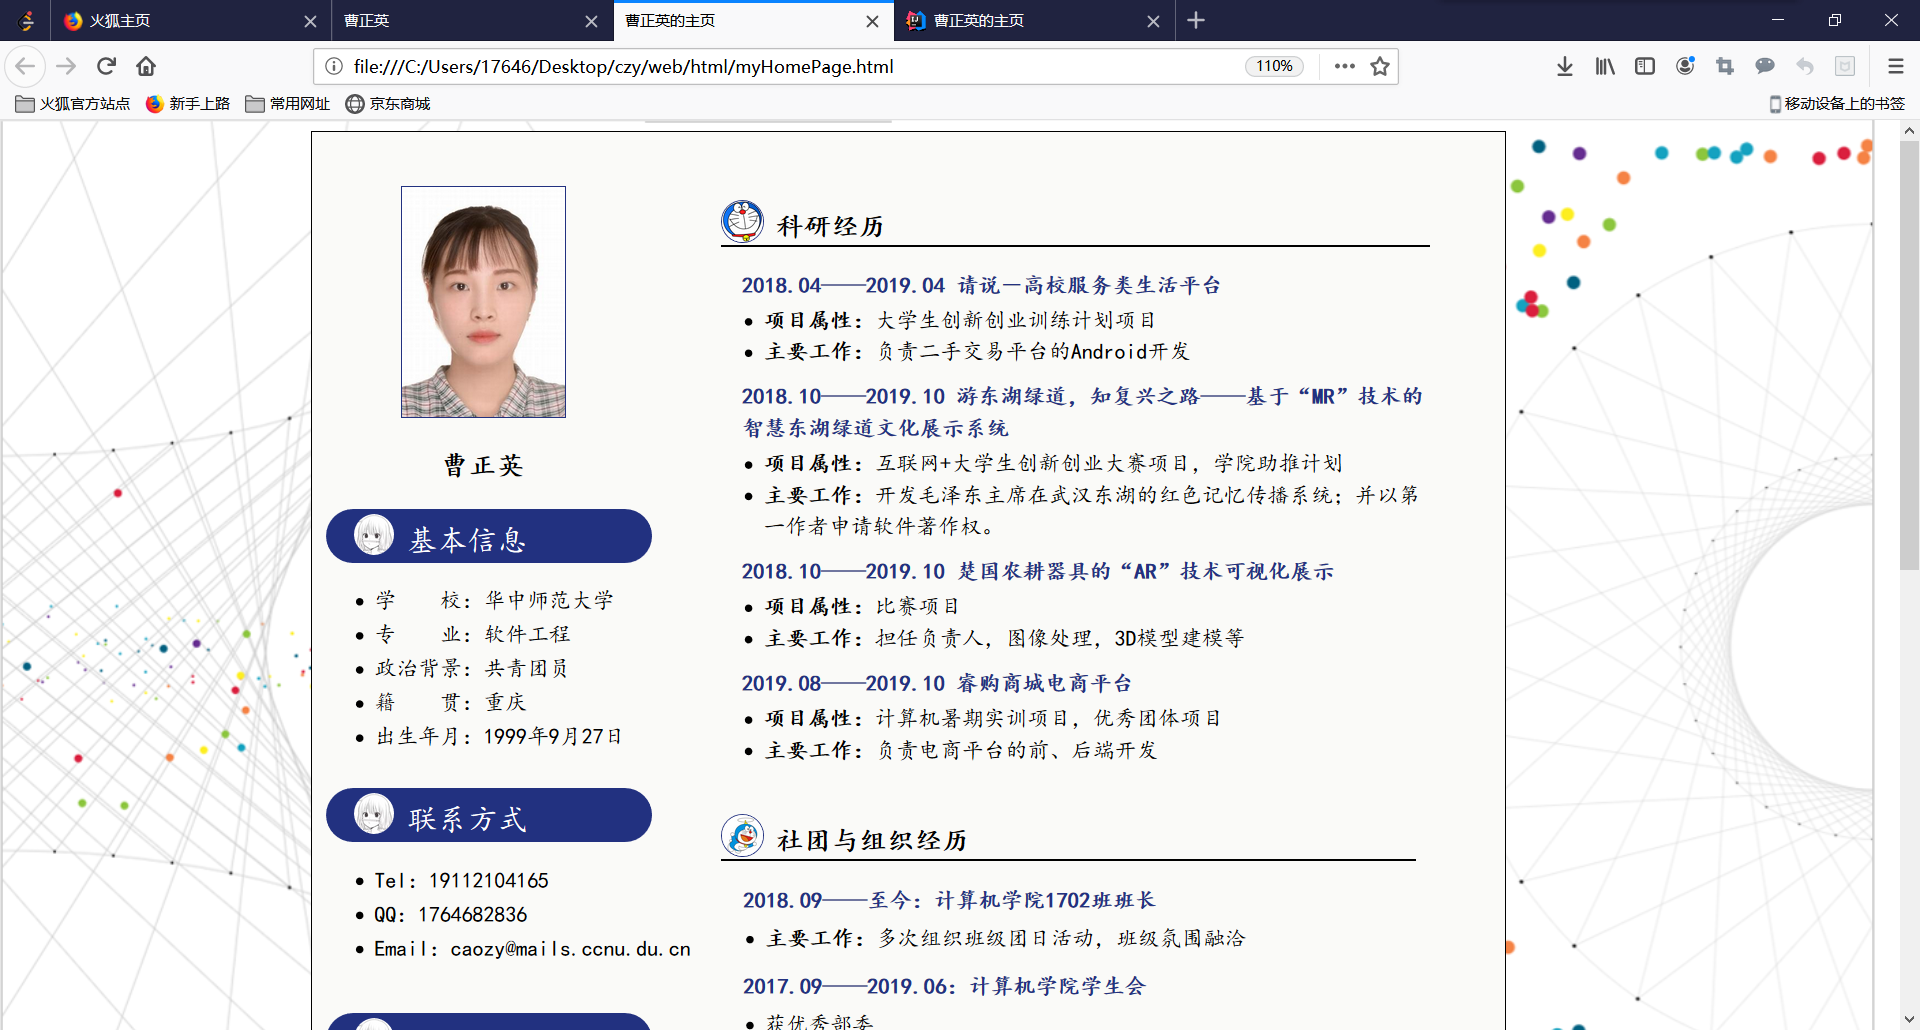 火狐主页
曹正英
曹正英的主页
曹正英的主页
file:///C:/Users/17646/Desktop/czy/web/html/myHomePage.html
110%
火狐官方站点
新手上路
常用网址
京东商城
移动设备上的书签
曹正英
基本信息
学　　校：华中师范大学
专　　业：软件工程
政治背景：共青团员
籍　　贯：重庆
出生年月：1999年9月27日
联系方式
Tel：19112104165
QQ：1764682836
Email：caozy@mails.ccnu.du.cn
科研经历
2018.04——2019.04 请说—高校服务类生活平台
项目属性：大学生创新创业训练计划项目
主要工作：负责二手交易平台的Android开发
2018.10——2019.10 游东湖绿道，知复兴之路——基于“MR”技术的
智慧东湖绿道文化展示系统
项目属性：互联网+大学生创新创业大赛项目，学院助推计划
主要工作：开发毛泽东主席在武汉东湖的红色记忆传播系统；并以第
一作者申请软件著作权。
2018.10——2019.10 楚国农耕器具的“AR”技术可视化展示
项目属性：比赛项目
主要工作：担任负责人，图像处理，3D模型建模等
2019.08——2019.10 睿购商城电商平台
项目属性：计算机暑期实训项目，优秀团体项目
主要工作：负责电商平台的前、后端开发
社团与组织经历
2018.09——至今：计算机学院1702班班长
主要工作：多次组织班级团日活动，班级氛围融洽
2017.09——2019.06：计算机学院学生会
获优秀部委